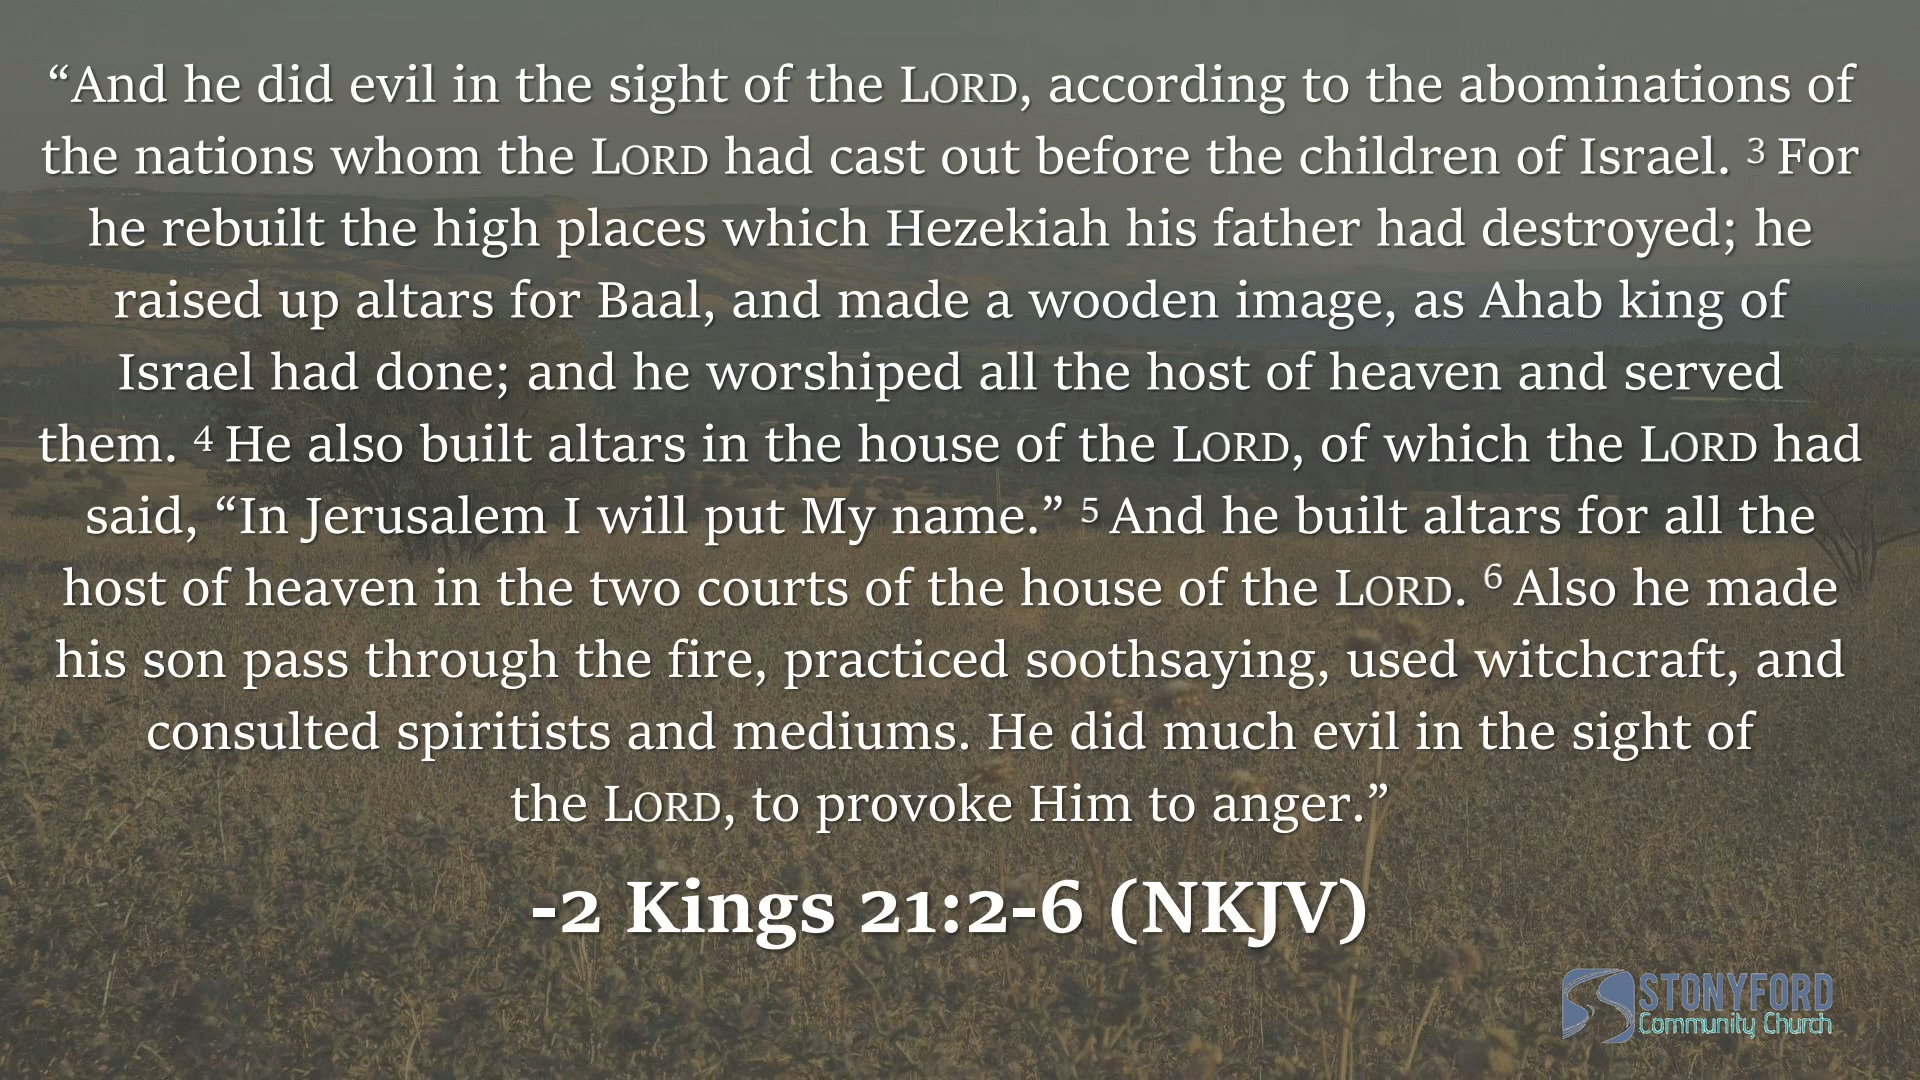 “And he did evil in the sight of the LORD, according to the abominations of
the nations whom the LORD had cast out before the children of Israel. 3 For
he rebuilt the high places which Hezekiah his father had destroyed; he
raised up altars for Baal, and made a wooden image, as Ahab king of
Israel had done; and he worshiped all the host of heaven and served
them. 4 He also built altars in the house of the LORD, of which the LORD had
said, “In Jerusalem I will put My name.” 5 And he built altars for all the
host of heaven in the two courts of the house of the LORD. 6 Also he made
his son pass through the fire, practiced soothsaying, used witchcraft, and
consulted spiritists and mediums. He did much evil in the sight of
the LORD, to provoke Him to anger.”
-2 Kings 21:2-6 (NKJV)
STONYFORD
Community Church